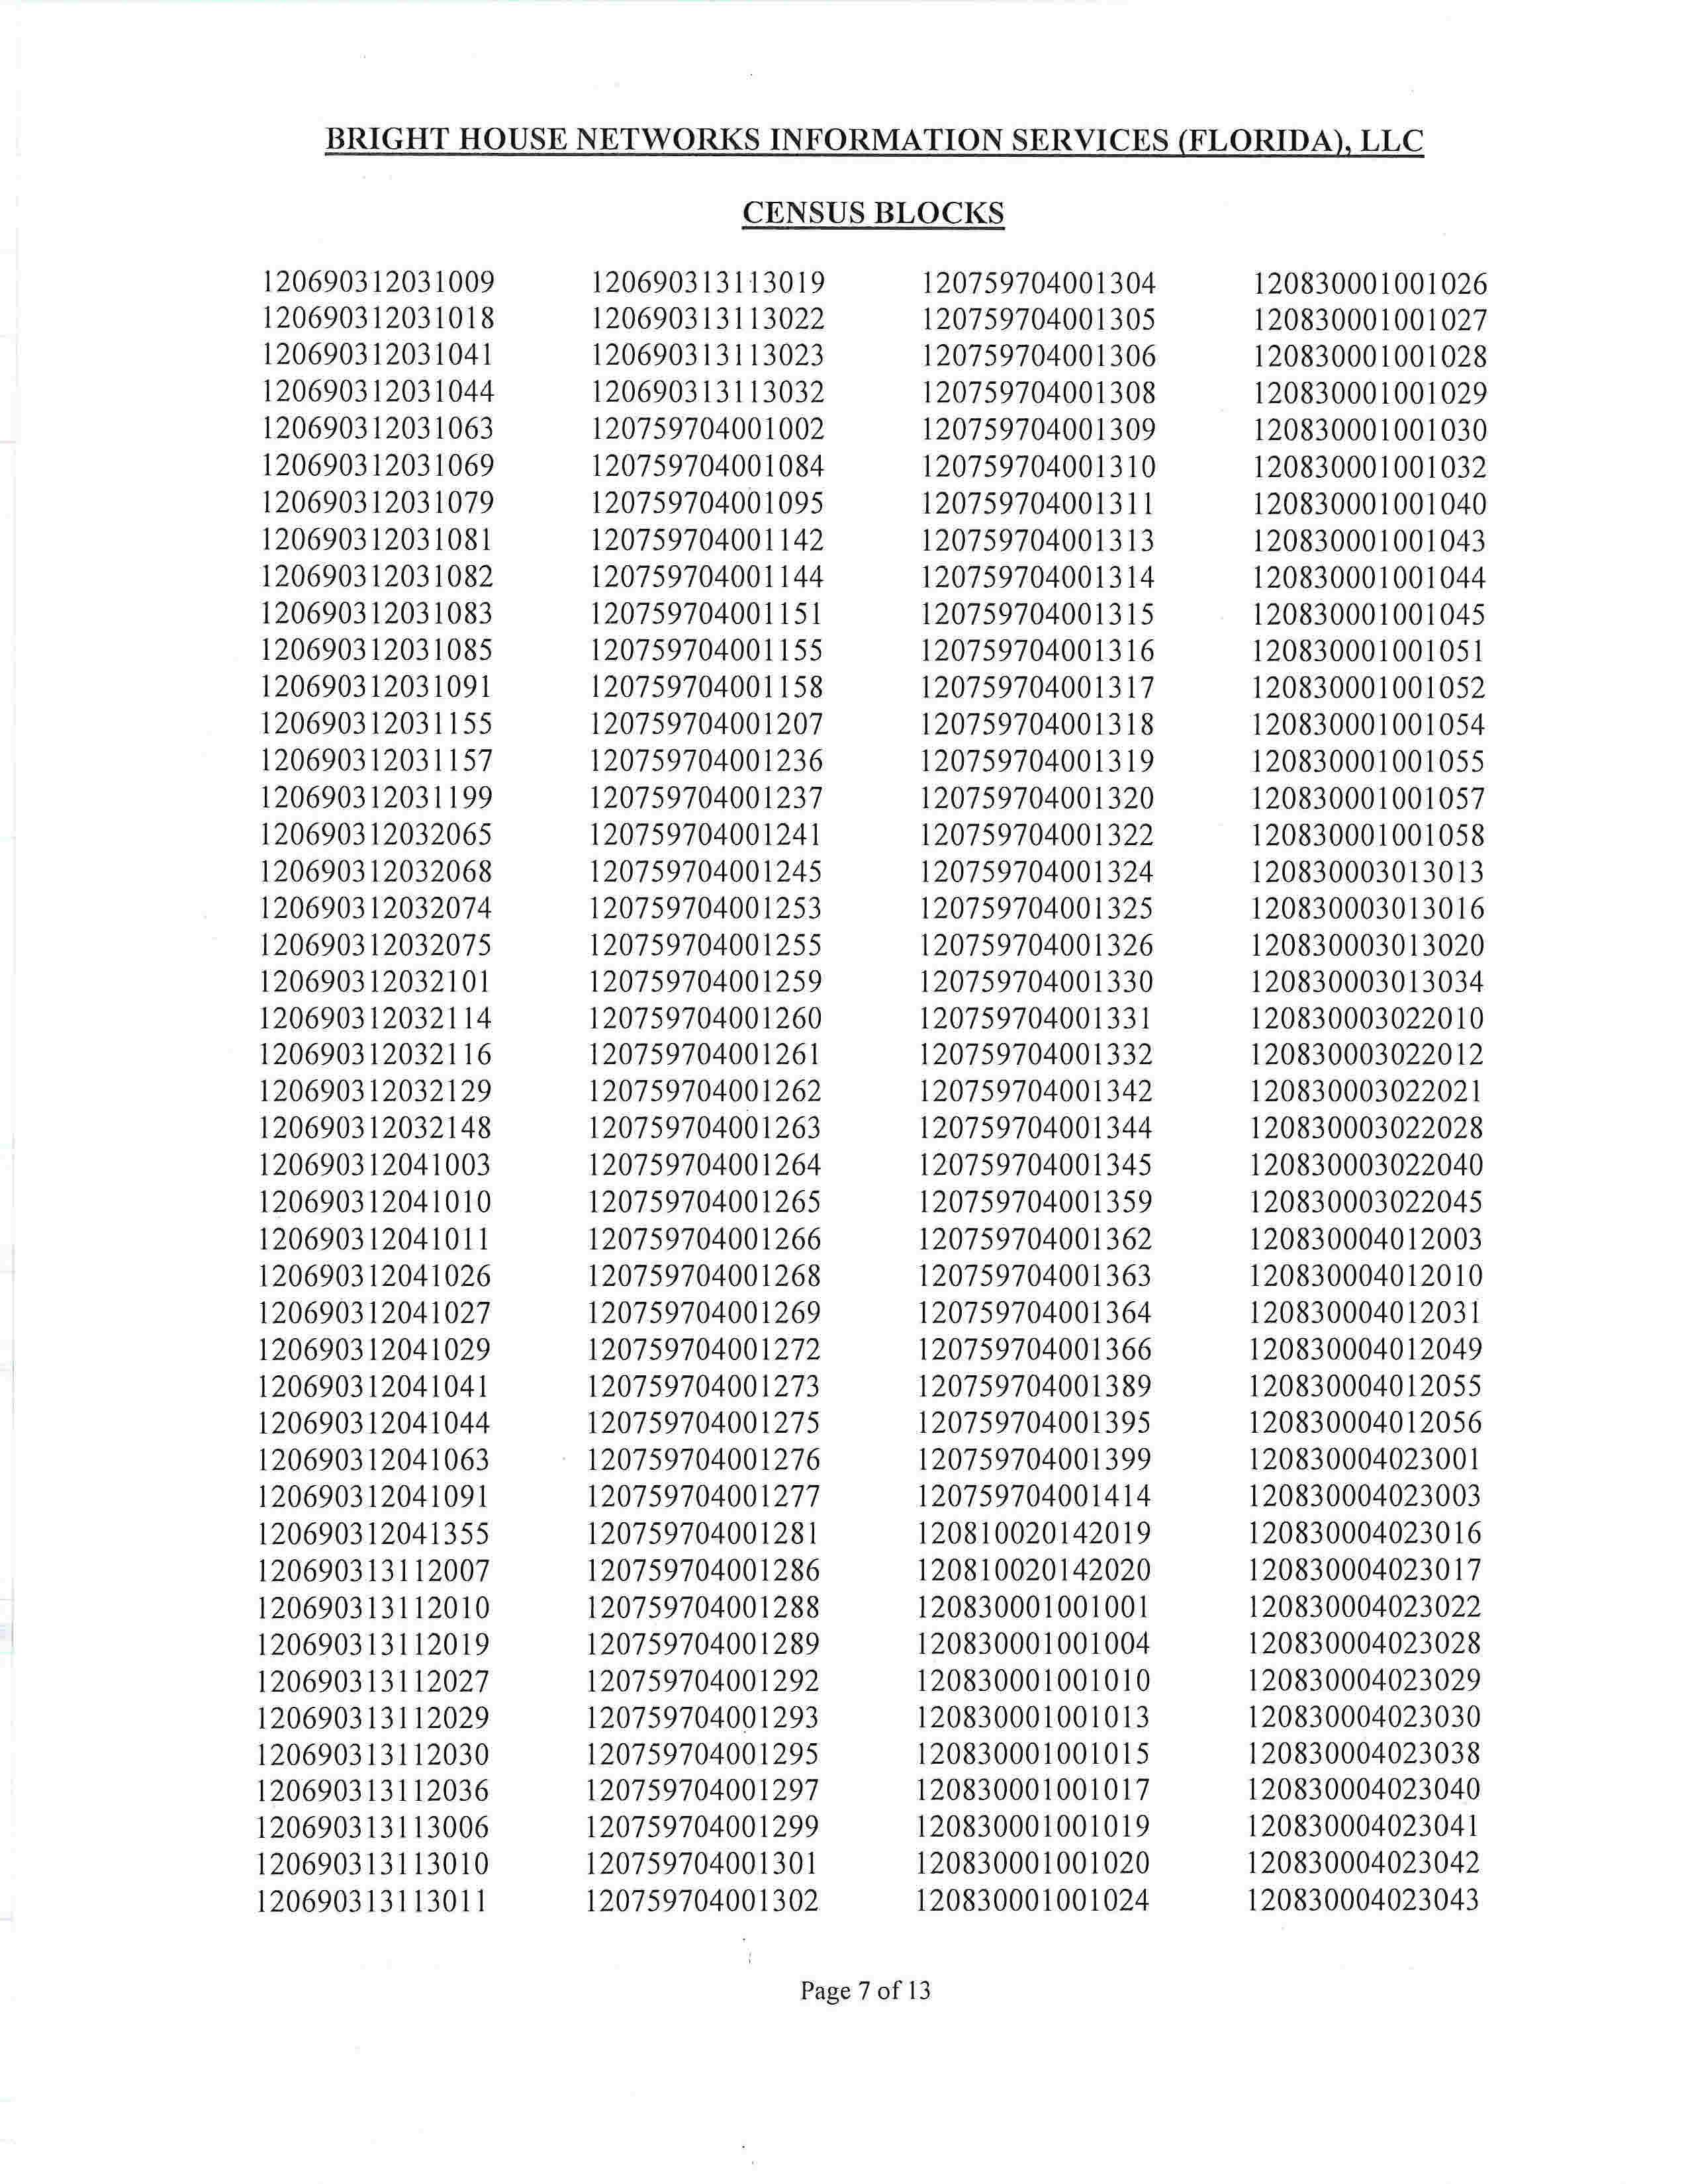 BRIGHT HOUSE NETWORKS INFORMATION SERVICES (FLORIDA), LLC
CENSUS BLOCKS
120690312031009 120690313113019 120759704001304 120830001001026
120690312031018 120690313113022 120759704001305 120830001001027
120690312031041 120690313113023 120759704001306 120830001001028
120690312031044 120690313113032 120759704001308 120830001001029
120690312031063 120759704001002 120759704001309 120830001001030
120690312031069 120759704001084 120759704001310 120830001001032
120690312031079 120759704001095 120759704001311 120830001001040
120690312031081 120759704001142 120759704001313 120830001001043
120690312031082 120759704001144 120759704001314 120830001001044
120690312031083 120759704001151 120759704001315 120830001001045
120690312031085 120759704001155 120759704001316 120830001001051
120690312031091 120759704001158 120759704001317 120830001001052
120690312031155 120759704001207 120759704001318 120830001001054
120690312031157 120759704001236 120759704001319 120830001001055
120690312031199 120759704001237 120759704001320 120830001001057
120690312032065 120759704001241 120759704001322 120830001001058
120690312032068 120759704001245 120759704001324 120830003013013
120690312032074 120759704001253 120759704001325 120830003013016
120690312032075 120759704001255 120759704001326 120830003013020
120690312032101 120759704001259 120759704001330 120830003013034
120690312032114 120759704001260 120759704001331 120830003022010
120690312032116 120759704001261 120759704001332 120830003022012
120690312032129 120759704001262 120759704001342 120830003022021
120690312032148 120759704001263 120759704001344 120830003022028
120690312041003 120759704001264 120759704001345 120830003022040
120690312041010 120759704001265 120759704001359 120830003022045
120690312041011 120759704001266 120759704001362 120830004012003
120690312041026 120759704001268 120759704001363 120830004012010
120690312041027 120759704001269 120759704001364 120830004012031
120690312041029 120759704001272 120759704001366 120830004012049
120690312041041 120759704001273 120759704001389 120830004012055
120690312041044 120759704001275 120759704001395 120830004012056
120690312041063 120759704001276 120759704001399 120830004023001
120690312041091 120759704001277 120759704001414 120830004023003
120690312041355 120759704001281 120810020142019 120830004023016
120690313112007 120759704001286 120810020142020 120830004023017
120690313112010 120759704001288 120830001001001 120830004023022
120690313112019 120759704001289 120830001001004 120830004023028
120690313112027 120759704001292 120830001001010 120830004023029
120690313112029 120759704001293 120830001001013 120830004023030
120690313112030 120759704001295 120830001001015 120830004023038
120690313112036 120759704001297 120830001001017 120830004023040
120690313113006 120759704001299 120830001001019 120830004023041
120690313113010 120759704001301 120830001001020 120830004023042
120690313113011 120759704001302 120830001001024 120830004023043
Page 7 of 13